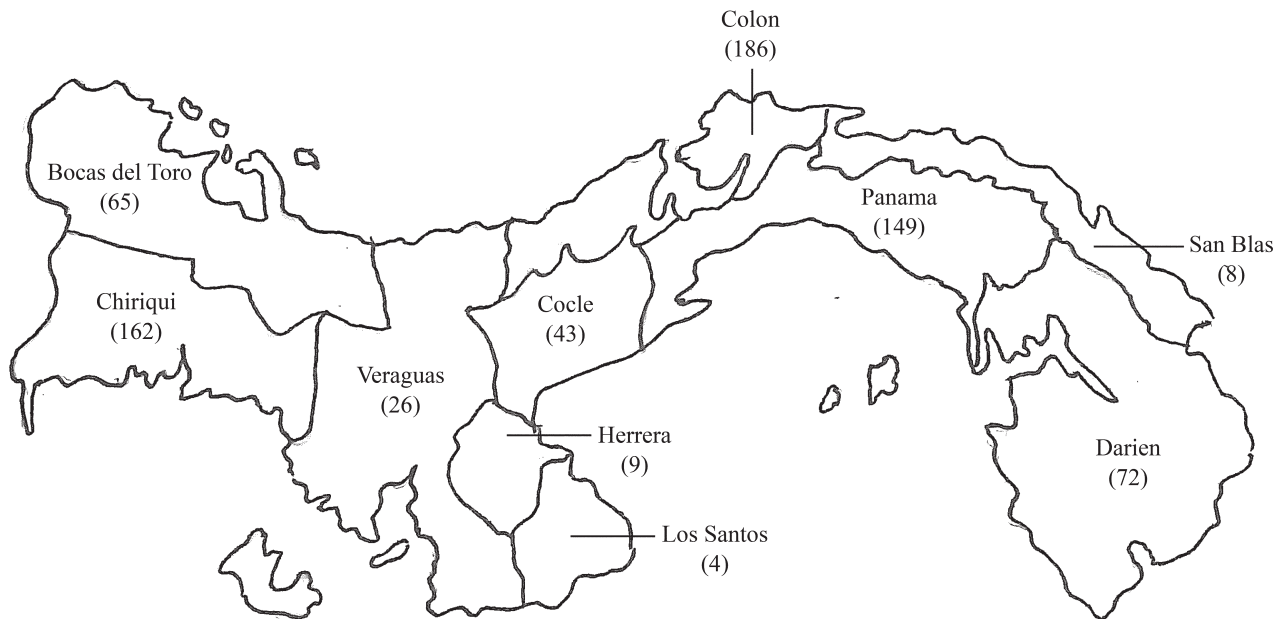 Colon
(186)
Bocas del Toro
(65)
Panama
(149)
San Blas
(8)
Chiriqui
(162)
Cocle
(43)
Veraguas
(26)
Herrera
(9)
Darien
(72)
Los Santos
(4)